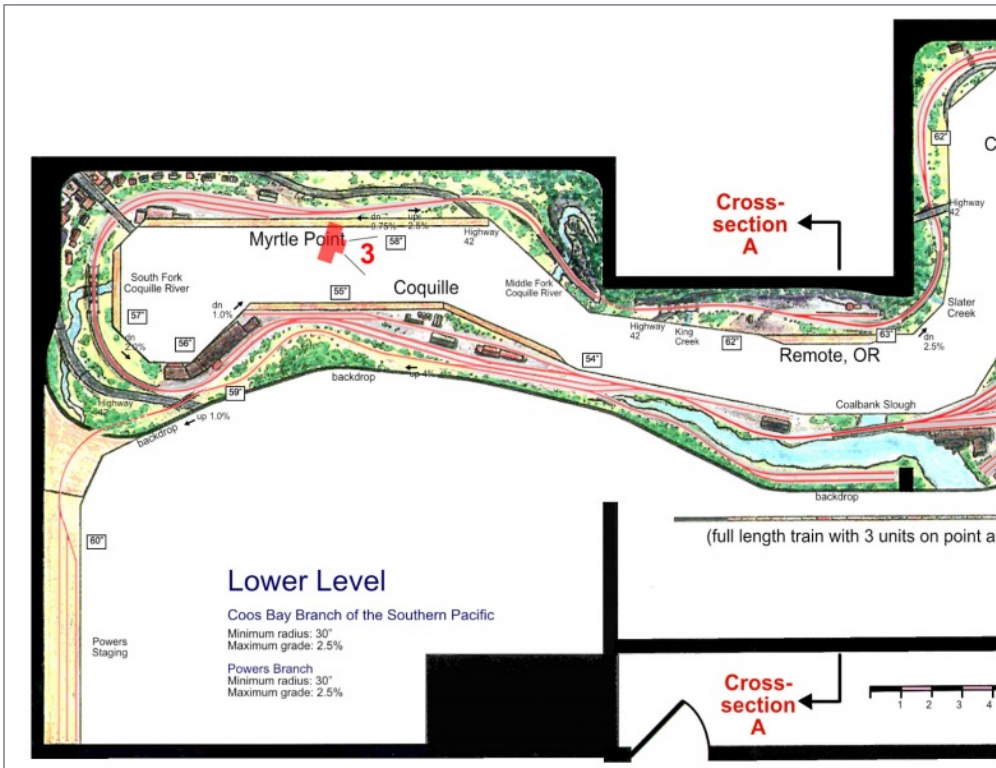 62"
C
Cross-
section
A
Highway
42
dn
0.75%
up
2.5%
Myrtle Point
3
58"
Highway
42
South Fork
Coquille River
Coquille
Middle Fork
Coquille River
Slater
Creek
55"
dn
1.0%
57"
Highway
42
King
Creek
62"
63"
dn
2.5%
Remote, OR
56"
dn
54"
59"
backdrop
up
Highway
Coalbank Slough
up 1.0%
backdrop
backdrop
60"
(full length train with 3 units on point a
Lower Level
Coos Bay Branch of the Southern Pacific
Minimum radius: 30"
Maximum grade: 2.5%
Powers
Staging
Powers Branch
Minimum radius: 30"
Maximum grade: 2.5%
Cross-
section
A
1 2 3 4